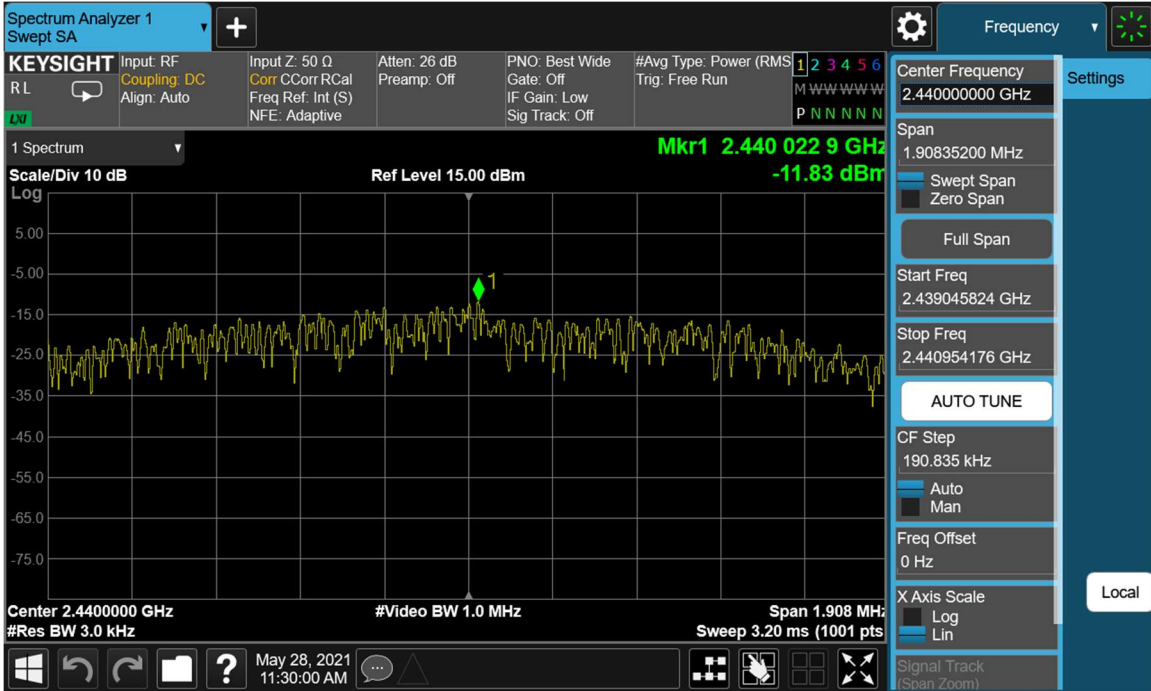 Spectrum Analyzer 1
Swept SA
+
Frequency
KEYSIGHT
RL
LXI
Input: RF
Coupling: DC
Align: Auto
Input Z: 50 Ω
Corr CCorr RCal
Freq Ref: Int (S)
NFE: Adaptive
Atten: 26 dB
Preamp: Off
PNO: Best Wide
Gate: Off
IF Gain: Low
Sig Track: Off
#Avg Type: Power (RMS
Trig: Free Run
1 2 3 4 5 6
M W W W W W
P N N N N N
1 Spectrum
Scale/Div 10 dB
Ref Level 15.00 dBm
Mkr1 2.440 022 9 GHz
-11.83 dBm
Log
5.00
-5.00
-15.0
-25.0
-35.0
-45.0
-55.0
-65.0
-75.0
1
Center 2.4400000 GHz
#Video BW 1.0 MHz
Span 1.908 MHz
#Res BW 3.0 kHz
Sweep 3.20 ms (1001 pts
?
May 28, 2021
11:30:00 AM
Center Frequency
2.440000000 GHz
Settings
Span
1.90835200 MHz
Swept Span
Zero Span
Full Span
Start Freq
2.439045824 GHz
Stop Freq
2.440954176 GHz
AUTO TUNE
CF Step
190.835 kHz
Auto
Man
Freq Offset
0 Hz
X Axis Scale
Log
Lin
Local
Signal Track
(Span Zoom)